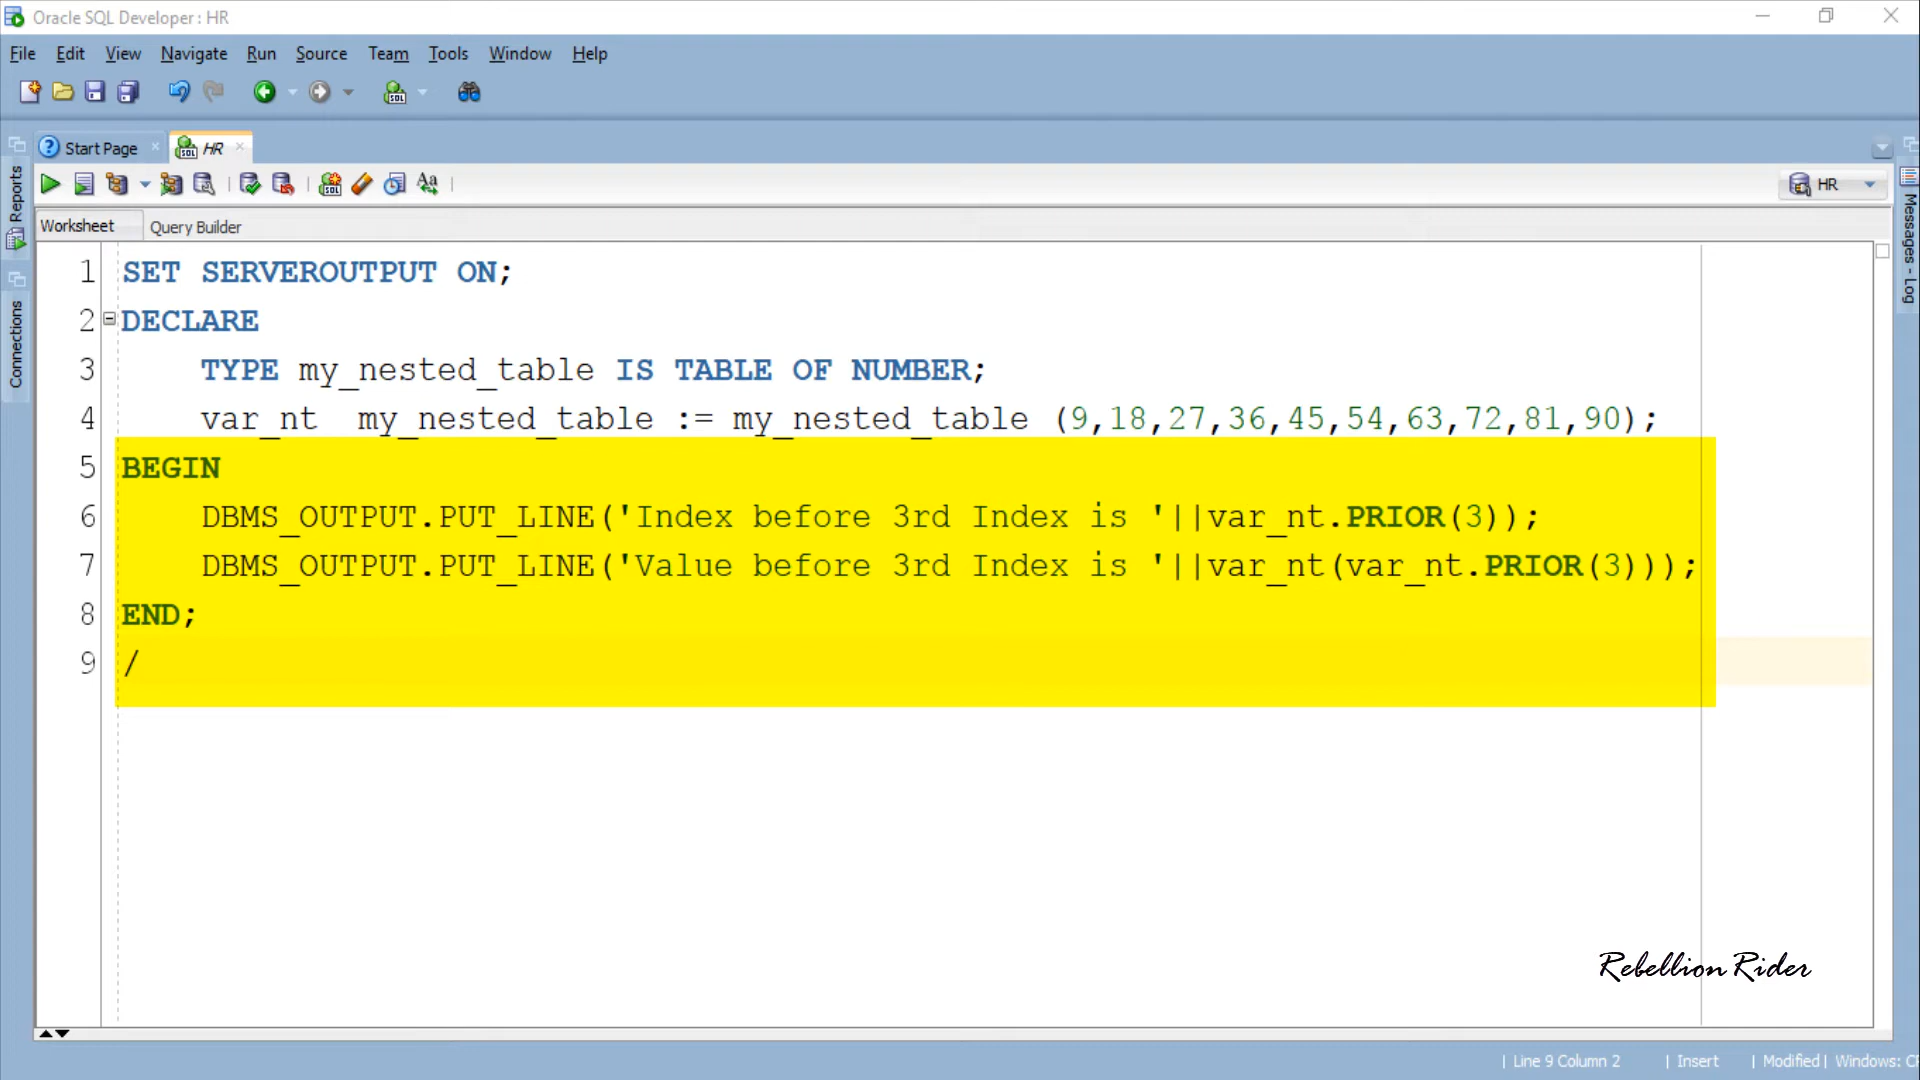 Oracle SQL Developer : HR
File Edit View Navigate Run Source Team Tools Window Help
Start Page HR
HR
Worksheet Query Builder
Reports
Connections
Messages - Log
1 SET SERVEROUTPUT ON;
2 DECLARE
3 TYPE my_nested_table IS TABLE OF NUMBER;
4 var_nt my_nested_table := my_nested_table (9,18,27,36,45,54,63,72,81,90);
5 BEGIN
6 DBMS_OUTPUT.PUT_LINE('Index before 3rd Index is '||var_nt.PRIOR(3));
7 DBMS_OUTPUT.PUT_LINE('Value before 3rd Index is '||var_nt(var_nt.PRIOR(3)));
8 END;
9 /
Rebellion Rider
Line 9 Column 2 | Insert | Modified | Windows: